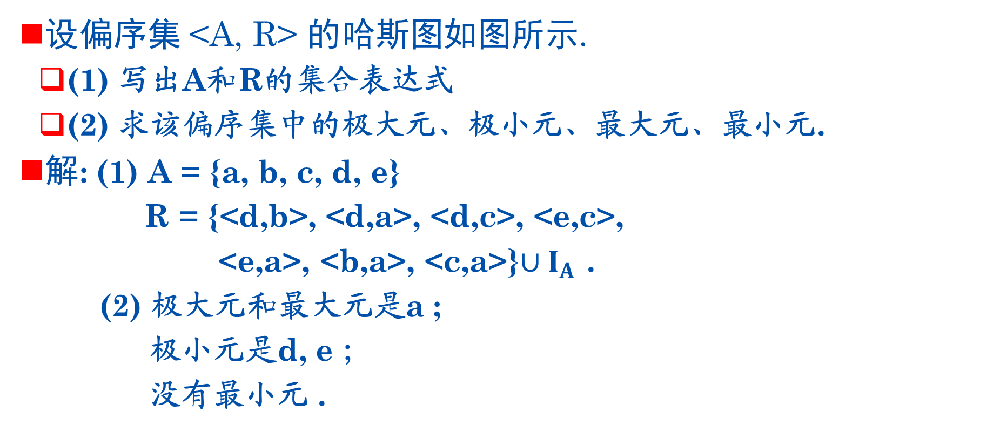 设偏序集 <A, R> 的哈斯图如图所示.
(1) 写出A和R的集合表达式
(2) 求该偏序集中的极大元、极小元、最大元、最小元.
解: (1) A = {a, b, c, d, e}
R = {<d,b>, <d,a>, <d,c>, <e,c>,
<e,a>, <b,a>, <c,a>}∪ I_A .
(2) 极大元和最大元是a ;
极小元是d, e ;
没有最小元 .